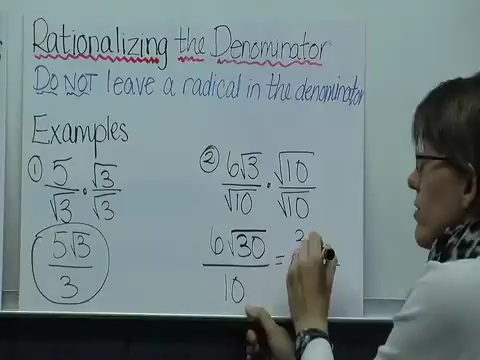 Rationalizing the Denominator
DO NOT leave a radical in the denominator
Examples
① 5/√3 · √3/√3
5√3/3
② 6√3/√10 · √10/√10
6√30/10 = 3